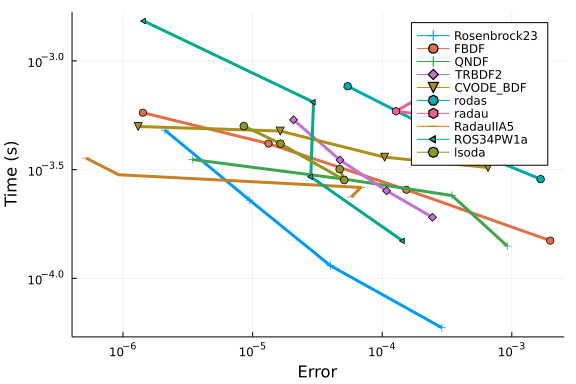 Time (s)
10^-3.0
10^-3.5
10^-4.0
Rosenbrock23
FBDF
QNDF
TRBDF2
CVODE_BDF
rodas
radau
RadauIIA5
ROS34PW1a
lsoda
10^-6 10^-5 10^-4 10^-3
Error